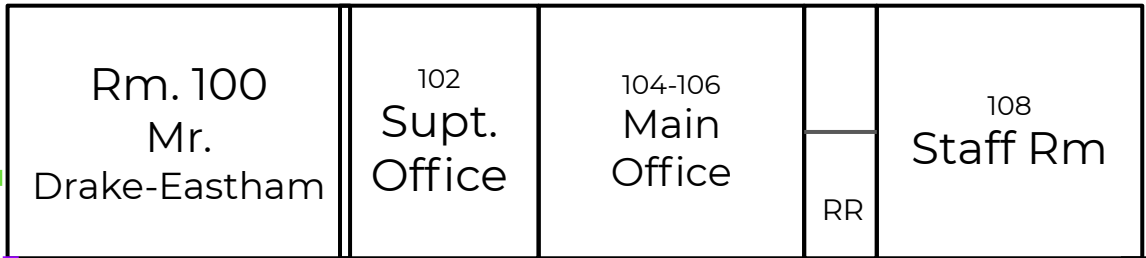 Rm. 100
Mr.
Drake-Eastham
102
Supt.
Office
104-106
Main
Office
RR
108
Staff Rm